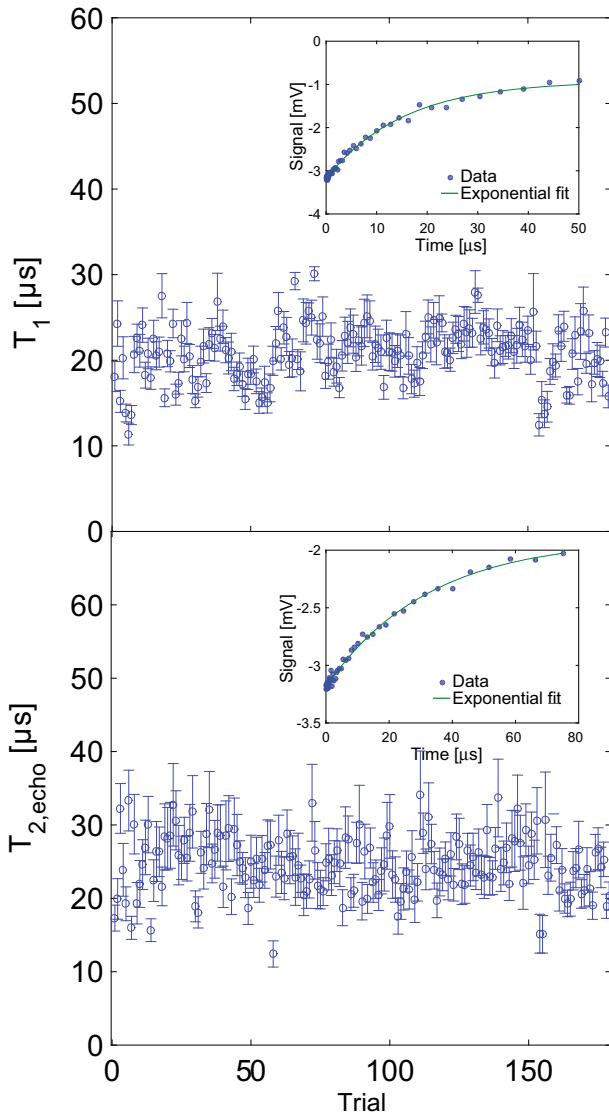 60
50
40
30
20
10
0
T1 [μs]
0
-1
-2
-3
-4
Signal [mV]
Data
Exponential fit
0 10 20 30 40 50
Time [μs]
50
40
30
20
10
0
T2,echo [μs]
-2
-2.5
-3
-3.5
Signal [mV]
Data
Exponential fit
0 20 40 60 80
Time [μs]
0 50 100 150
Trial